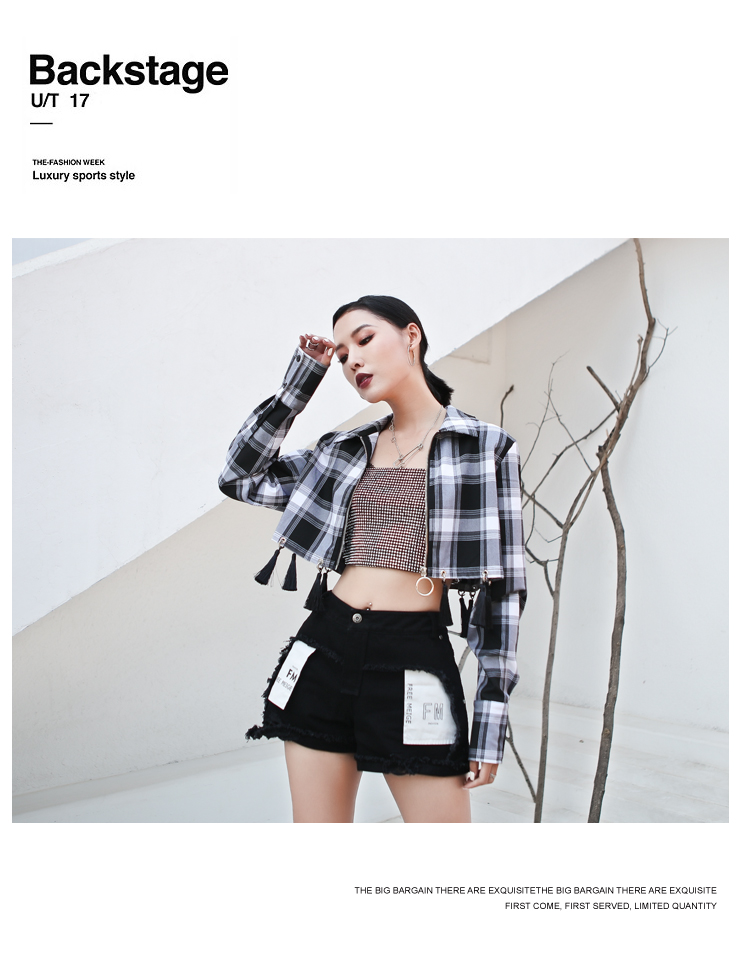 Backstage
U/T 17
THE-FASHION WEEK
Luxury sports style
FM
FREE MEDGE
FM
THE BIG BARGAIN THERE ARE EXQUISITETHE BIG BARGAIN THERE ARE EXQUISITE
FIRST COME, FIRST SERVED, LIMITED QUANTITY